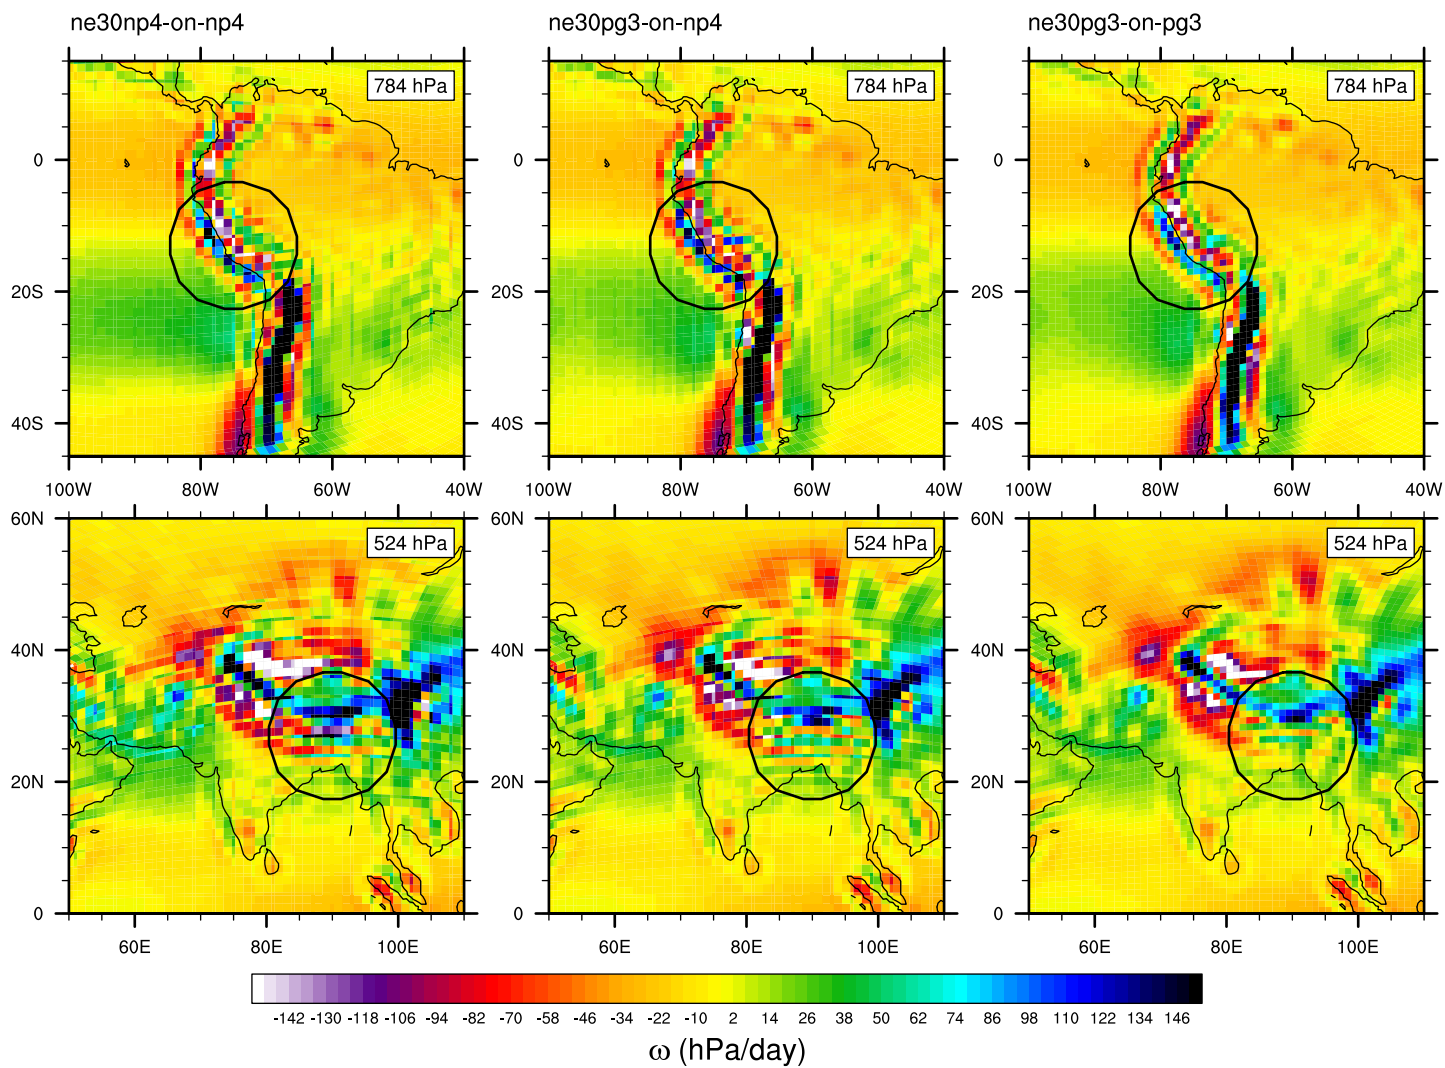 ne30np4-on-np4 ne30pg3-on-np4 ne30pg3-on-pg3
784 hPa 784 hPa 784 hPa
0 0 0
20S 20S 20S
40S 40S 40S
100W 80W 60W 40W 100W 80W 60W 40W 100W 80W 60W 40W
60N 60N 60N
524 hPa 524 hPa 524 hPa
40N 40N 40N
20N 20N 20N
0 0 0
60E 80E 100E 60E 80E 100E 60E 80E 100E
-142 -130 -118 -106 -94 -82 -70 -58 -46 -34 -22 -10 2 14 26 38 50 62 74 86 98 110 122 134 146
ω (hPa/day)